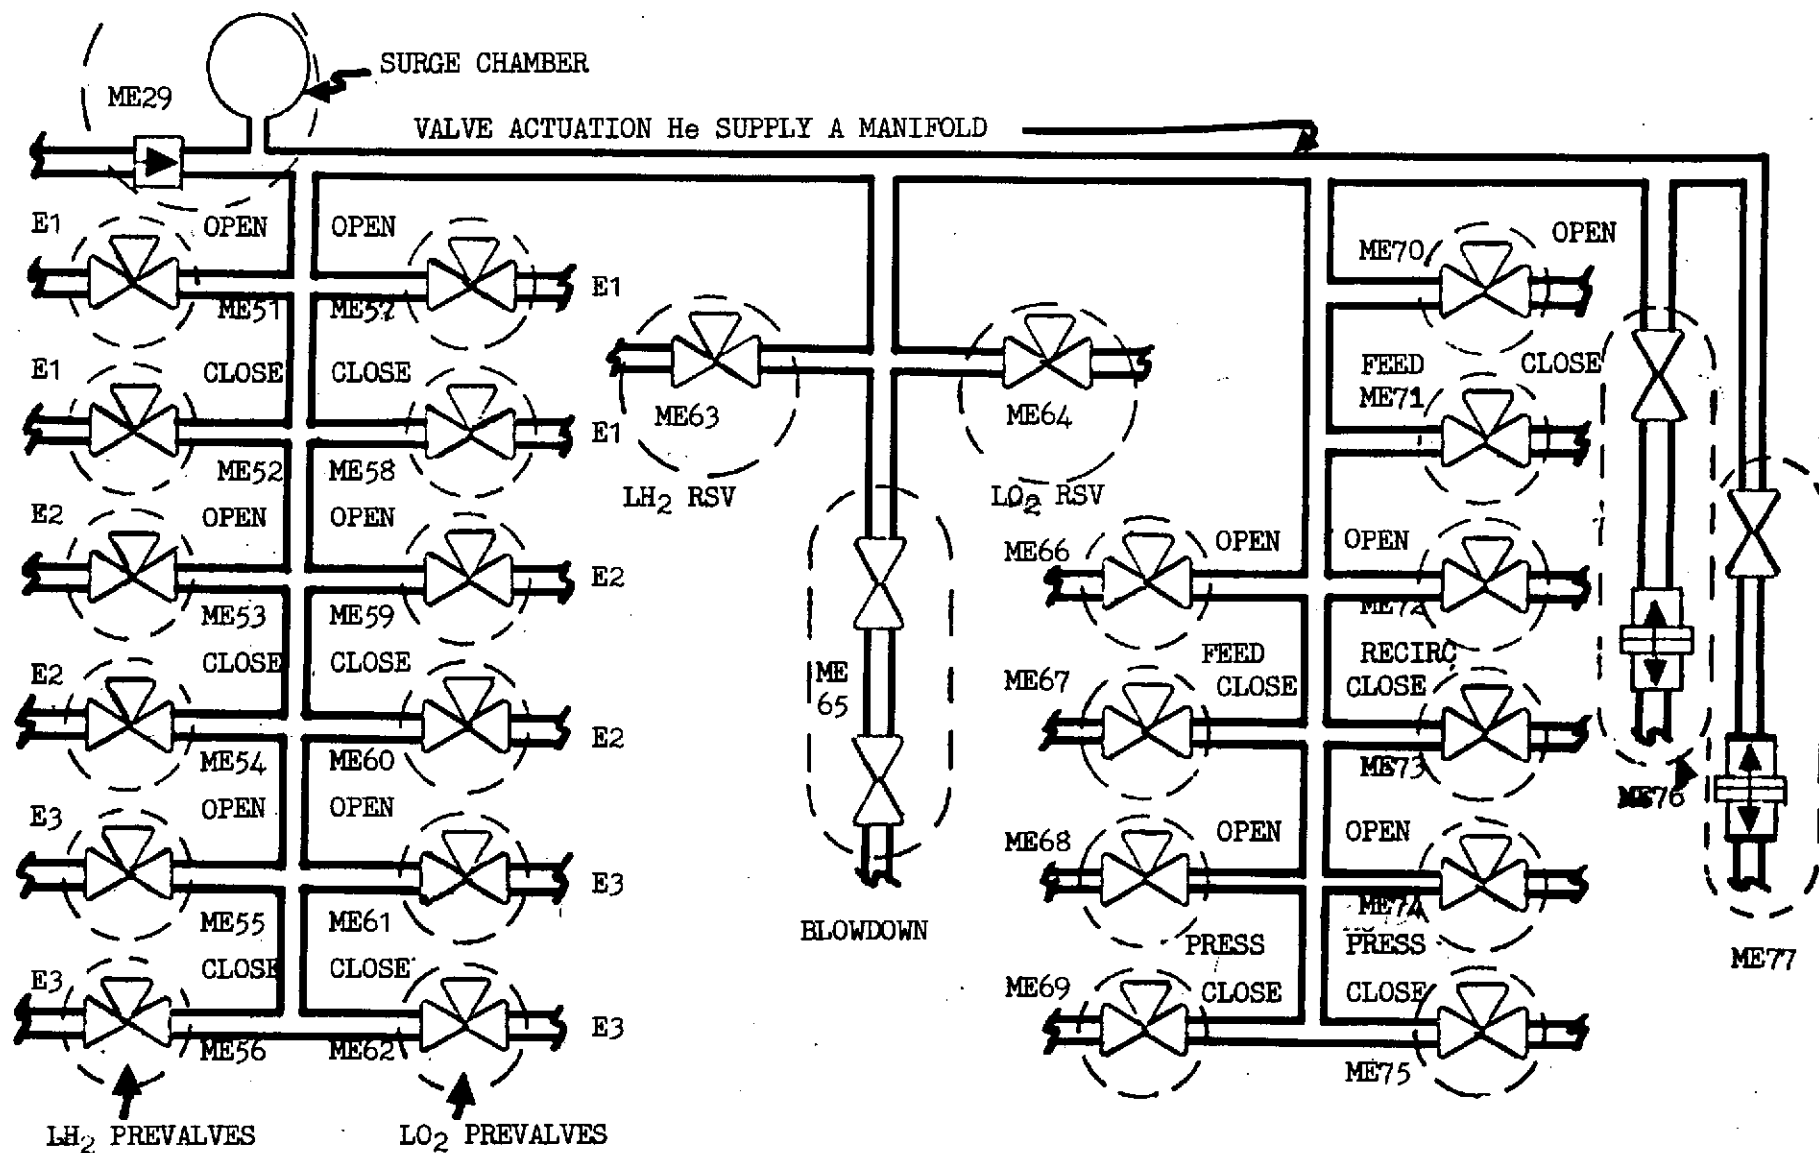 SURGE CHAMBER
ME29
VALVE ACTUATION He SUPPLY A MANIFOLD
E1 OPEN OPEN
ME51 ME57 E1
E1 CLOSE CLOSE
ME52 ME58 E1
E2 OPEN OPEN
ME53 ME59 E2
E2 CLOSE CLOSE
ME54 ME60 E2
E3 OPEN OPEN
ME55 ME61 E3
E3 CLOSE CLOSE
ME56 ME62 E3
LH2 PREVALVES
LO2 PREVALVES
ME63
LH2 RSV
ME64
LO2 RSV
ME
65
BLOWDOWN
ME70 OPEN
FEED CLOSE
ME71
ME66 OPEN OPEN
ME72
FEED RECIRC
ME67 CLOSE CLOSE
ME73
ME68 OPEN OPEN
ME74
PRESS PRESS
ME69 CLOSE CLOSE
ME75
ME76
ME77